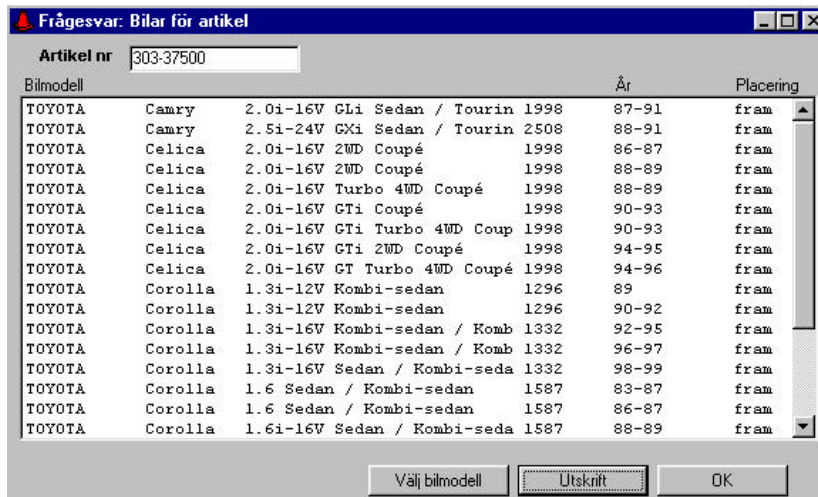 Frågesvar: Bilar för artikel
Artikel nr 303-37500
Bilmodell År Placering
TOYOTA Camry 2.0i-16V GLi Sedan / Tourin 1998 87-91 fram
TOYOTA Camry 2.5i-24V GXi Sedan / Tourin 2508 88-91 fram
TOYOTA Celica 2.0i-16V 2WD Coupé 1998 86-87 fram
TOYOTA Celica 2.0i-16V 2WD Coupé 1998 88-89 fram
TOYOTA Celica 2.0i-16V Turbo 4WD Coupé 1998 88-89 fram
TOYOTA Celica 2.0i-16V GTi Coupé 1998 90-93 fram
TOYOTA Celica 2.0i-16V GTi Turbo 4WD Coup 1998 90-93 fram
TOYOTA Celica 2.0i-16V GTi 2WD Coupé 1998 94-95 fram
TOYOTA Celica 2.0i-16V GT Turbo 4WD Coupé 1998 94-96 fram
TOYOTA Corolla 1.3i-12V Kombi-sedan 1296 89 fram
TOYOTA Corolla 1.3i-12V Kombi-sedan 1296 90-92 fram
TOYOTA Corolla 1.3i-16V Kombi-sedan / Komb 1332 92-95 fram
TOYOTA Corolla 1.3i-16V Kombi-sedan / Komb 1332 96-97 fram
TOYOTA Corolla 1.3i-16V Sedan / Kombi-seda 1332 98-99 fram
TOYOTA Corolla 1.6 Sedan / Kombi-sedan 1587 83-87 fram
TOYOTA Corolla 1.6 Sedan / Kombi-sedan 1587 86-87 fram
TOYOTA Corolla 1.6i-16V Sedan / Kombi-seda 1587 88-89 fram
Välj bilmodell Utskrift OK